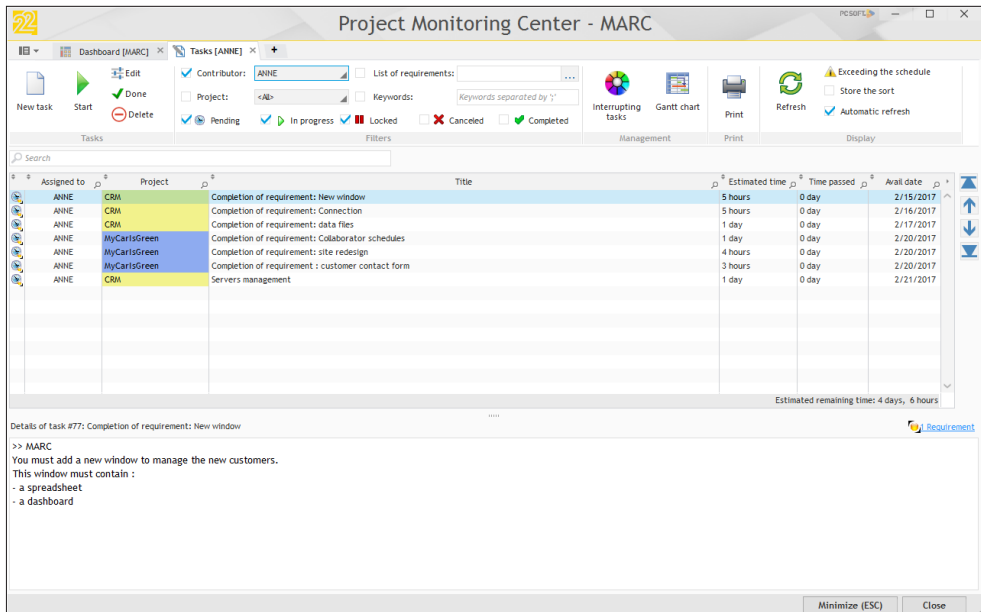 22
Project Monitoring Center - MARC
PC SOFT
Dashboard [MARC]
Tasks [ANNE]
New task
Start
Edit
Done
Delete
Tasks
Contributor: ANNE
List of requirements: ...
Project: <All>
Keywords: Keywords separated by ';'
Pending
In progress
Locked
Canceled
Completed
Filters
Interrupting
tasks
Gantt chart
Management
Print
Print
Refresh
Exceeding the schedule
Store the sort
Automatic refresh
Display
Search
Assigned to Project Title Estimated time Time passed Avail date
ANNE CRM Completion of requirement: New window 5 hours 0 day 2/15/2017
ANNE CRM Completion of requirement: Connection 5 hours 0 day 2/16/2017
ANNE CRM Completion of requirement: data files 1 day 0 day 2/17/2017
ANNE MyCarIsGreen Completion of requirement: Collaborator schedules 1 day 0 day 2/20/2017
ANNE MyCarIsGreen Completion of requirement: site redesign 4 hours 0 day 2/20/2017
ANNE MyCarIsGreen Completion of requirement : customer contact form 3 hours 0 day 2/20/2017
ANNE CRM Servers management 1 day 0 day 2/21/2017
Estimated remaining time: 4 days, 6 hours
Details of task #77: Completion of requirement: New window
1 Requirement
>> MARC
You must add a new window to manage the new customers.
This window must contain :
- a spreadsheet
- a dashboard
Minimize (ESC)
Close